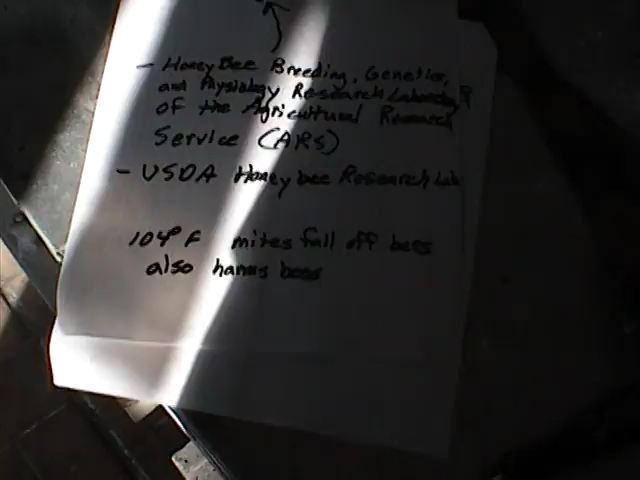 - Honey Bee Breeding, Genetics,
and Physiology Research Laboratory
of the Agricultural Research
Service (ARS)
- USDA Honey bee Research Lab
104° F mites fall off bees
also harms bees